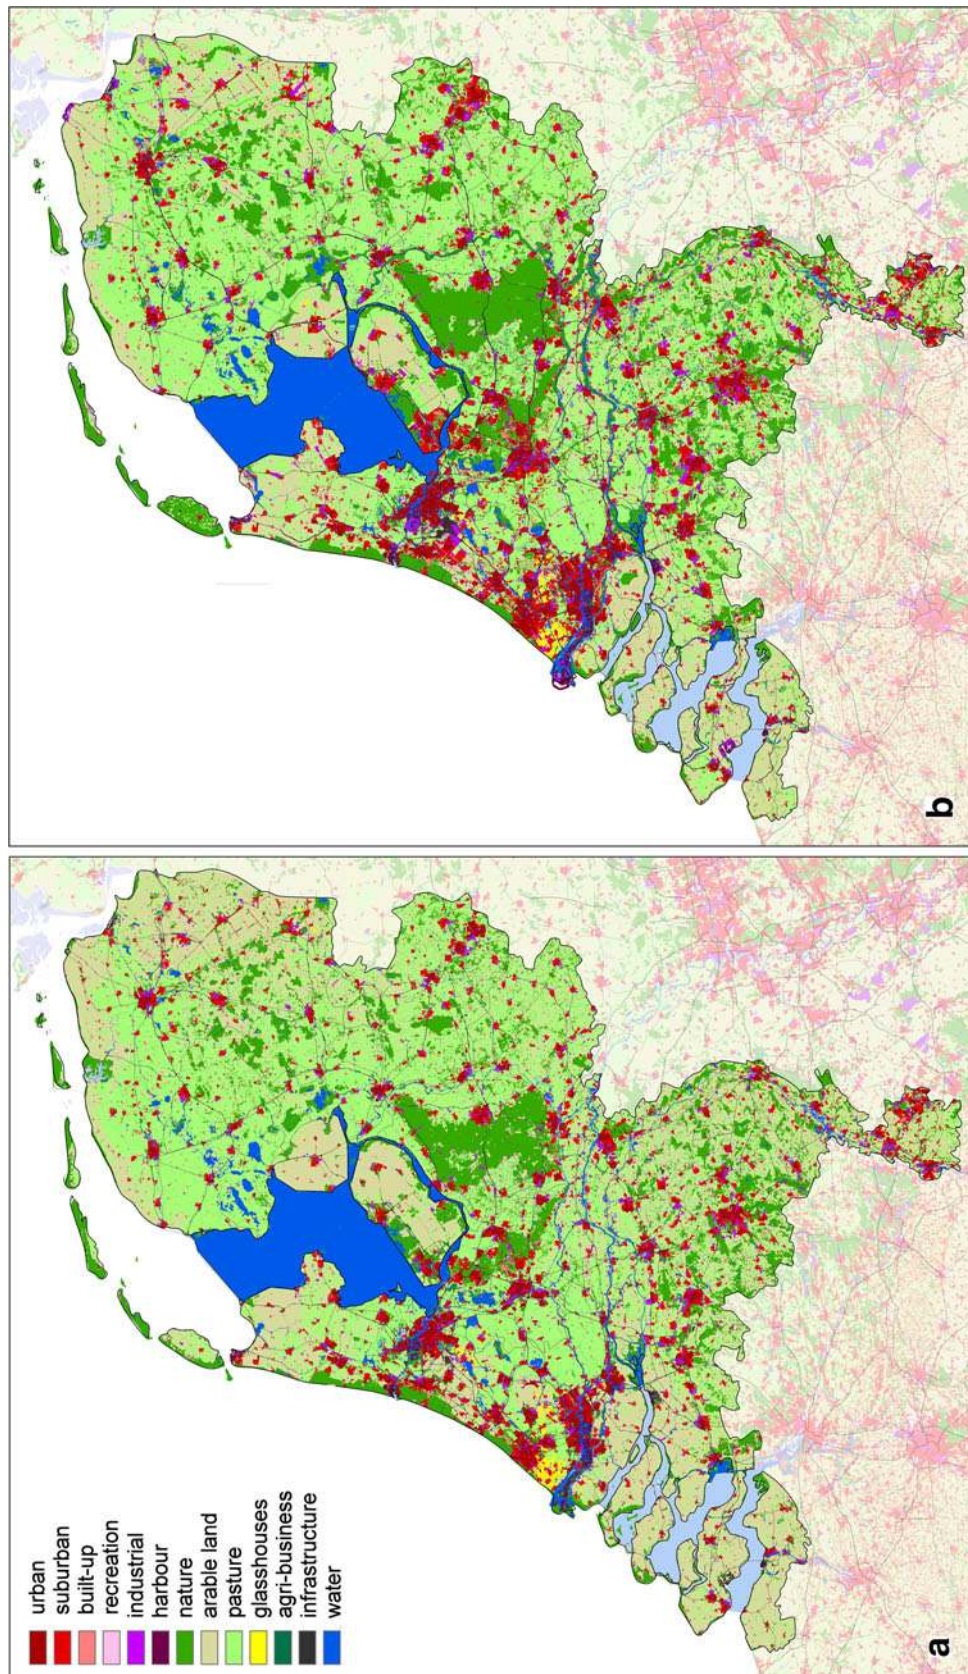 urban
suburban
built-up
recreation
industrial
harbour
nature
arable land
pasture
glasshouses
agri-business
infrastructure
water
a
b